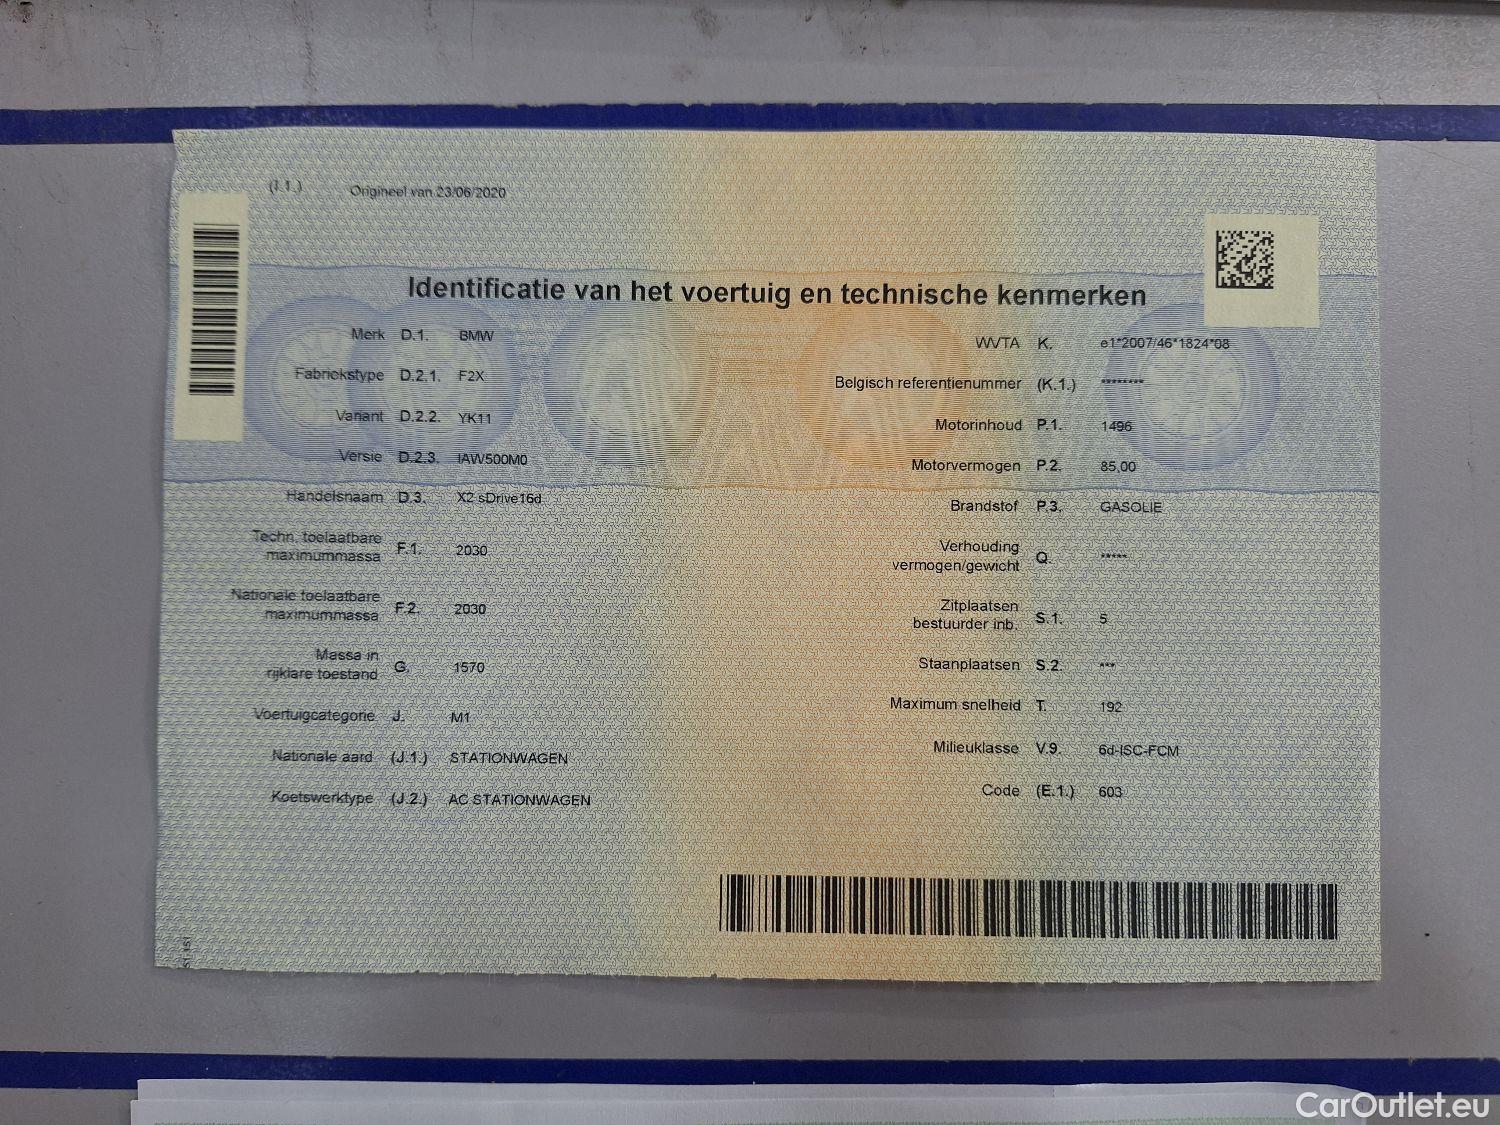 (I.1.) Origineel van 23/06/2020
Identificatie van het voertuig en technische kenmerken
Merk D.1. BMW
Fabriekstype D.2.1. F2X
Variant D.2.2. YK11
Versie D.2.3. IAW500M0
Handelsnaam D.3. X2 sDrive16d
Techn. toelaatbare
maximummassa F.1. 2030
Nationale toelaatbare
maximummassa F.2. 2030
Massa in
rijklare toestand G. 1570
Voertuigcategorie J. M1
Nationale aard (J.1.) STATIONWAGEN
Koetswerktype (J.2.) AC STATIONWAGEN
WVTA K. e1*2007/46*1824*08
Belgisch referentienummer (K.1.) ********
Motorinhoud P.1. 1496
Motorvermogen P.2. 85,00
Brandstof P.3. GASOLIE
Verhouding
vermogen/gewicht Q. *****
Zitplaatsen
bestuurder inb. S.1. 5
Staanplaatsen S.2. ***
Maximum snelheid T. 192
Milieuklasse V.9. 6d-ISC-FCM
Code (E.1.) 603
CarOutlet.eu